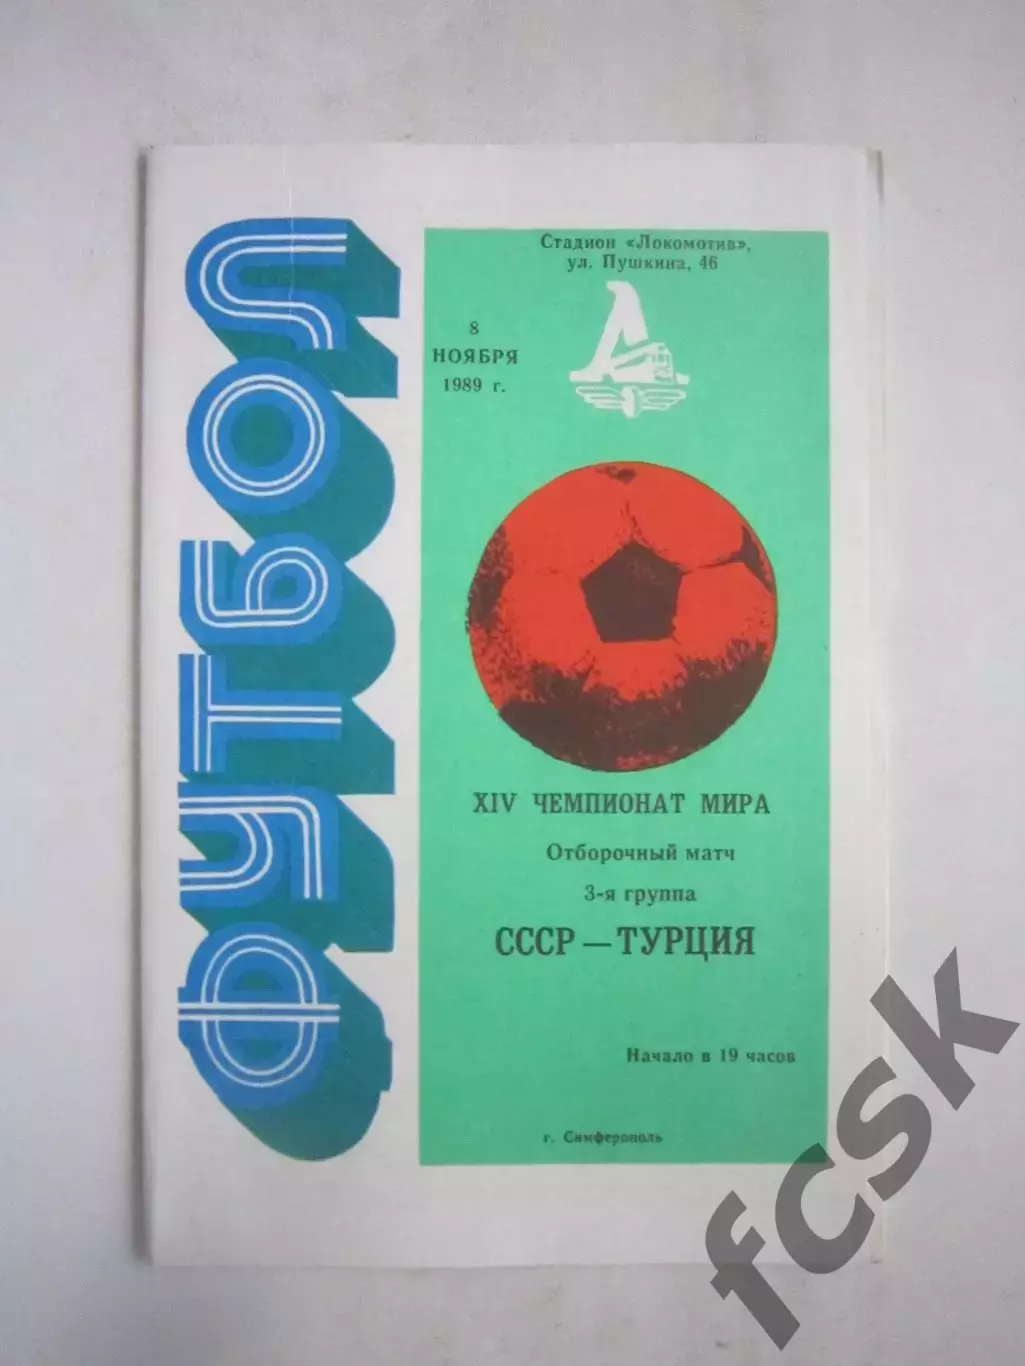 ФУТБОЛ
Стадион «Локомотив»,
ул. Пушкина, 46
8
НОЯБРЯ
1989 г.
XIV ЧЕМПИОНАТ МИРА
Отборочный матч
3-я группа
СССР — ТУРЦИЯ
Начало в 19 часов
г. Симферополь
fcsk